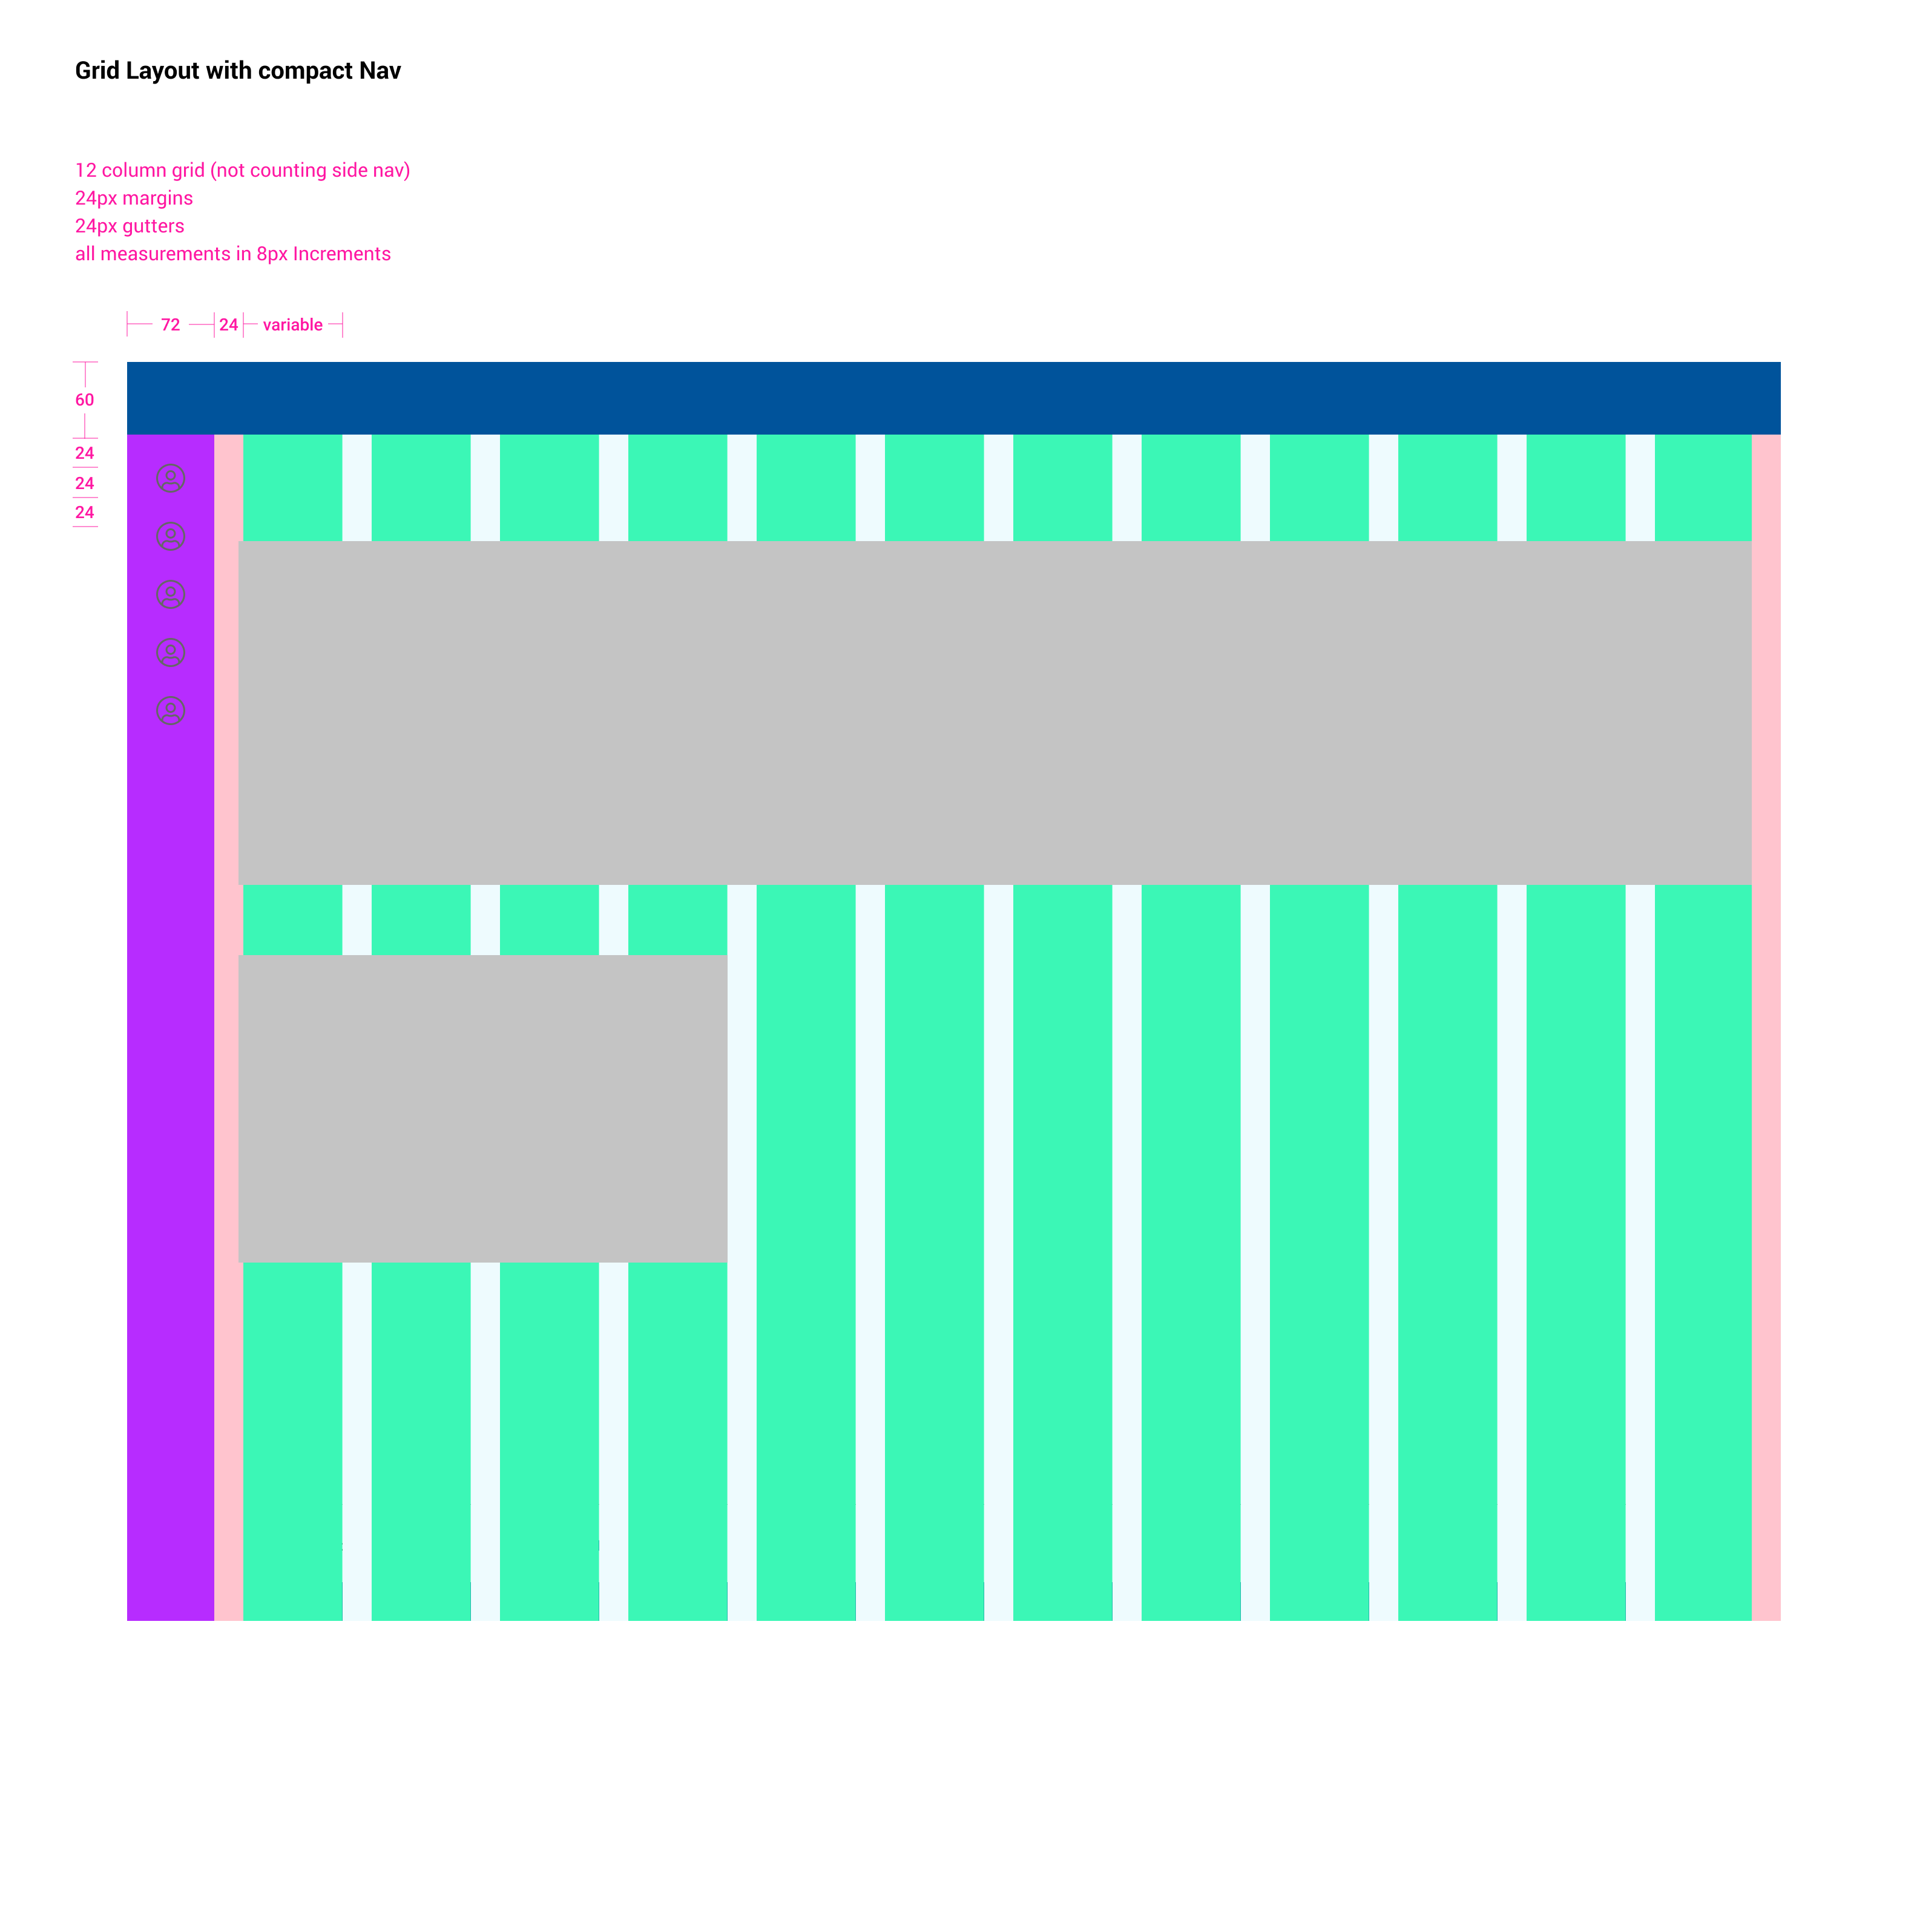 Grid Layout with compact Nav
12 column grid (not counting side nav)
24px margins
24px gutters
all measurements in 8px Increments
72 24 variable
60
24
24
24